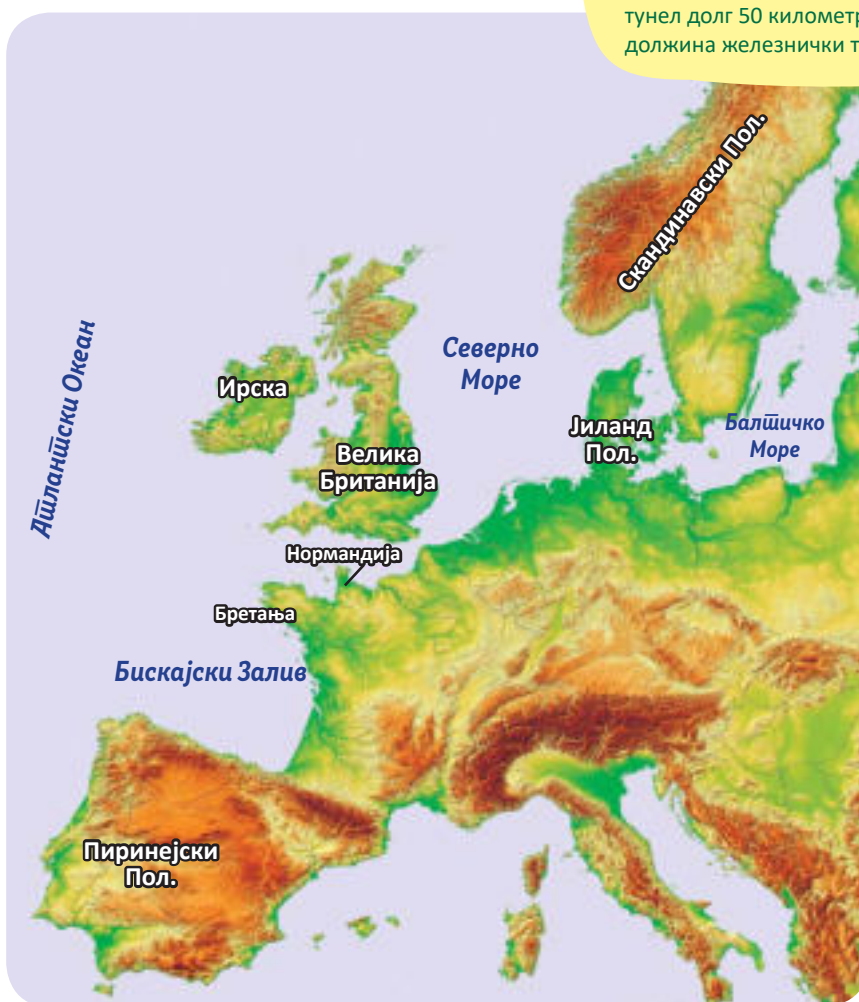 тунел долг 50 километр
должина железнички т
Скандинавски Пол.
Северно
Море
Атлантски Океан
Ирска
Јиланд
Пол.
Балтичко
Море
Велика
Британија
Нормандија
Бретања
Бискајски Залив
Пиринејски
Пол.